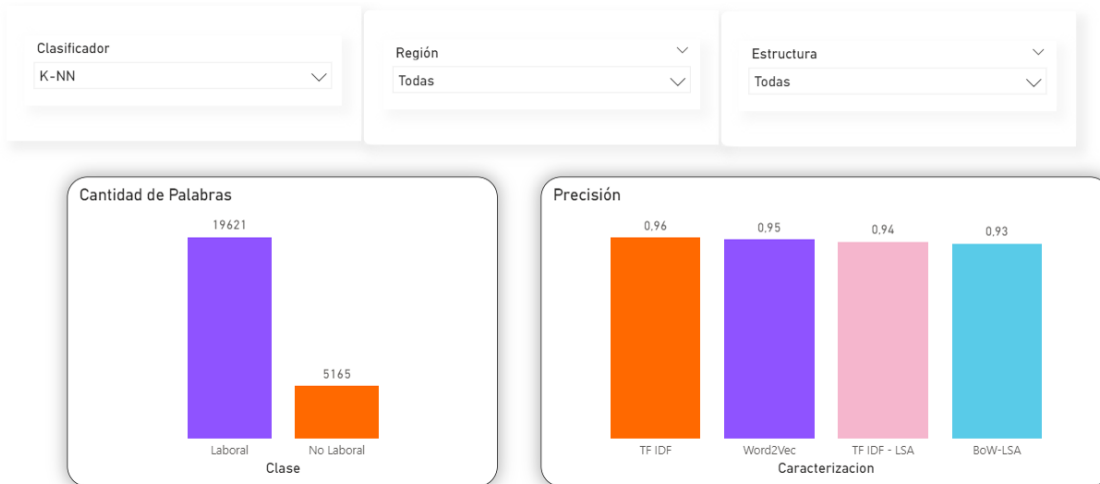 Clasificador
K-NN
Región
Todas
Estructura
Todas
Cantidad de Palabras
19621
5165
Laboral No Laboral
Clase
Precisión
0,96 0,95 0,94 0,93
TF IDF Word2Vec TF IDF - LSA BoW-LSA
Caracterizacion